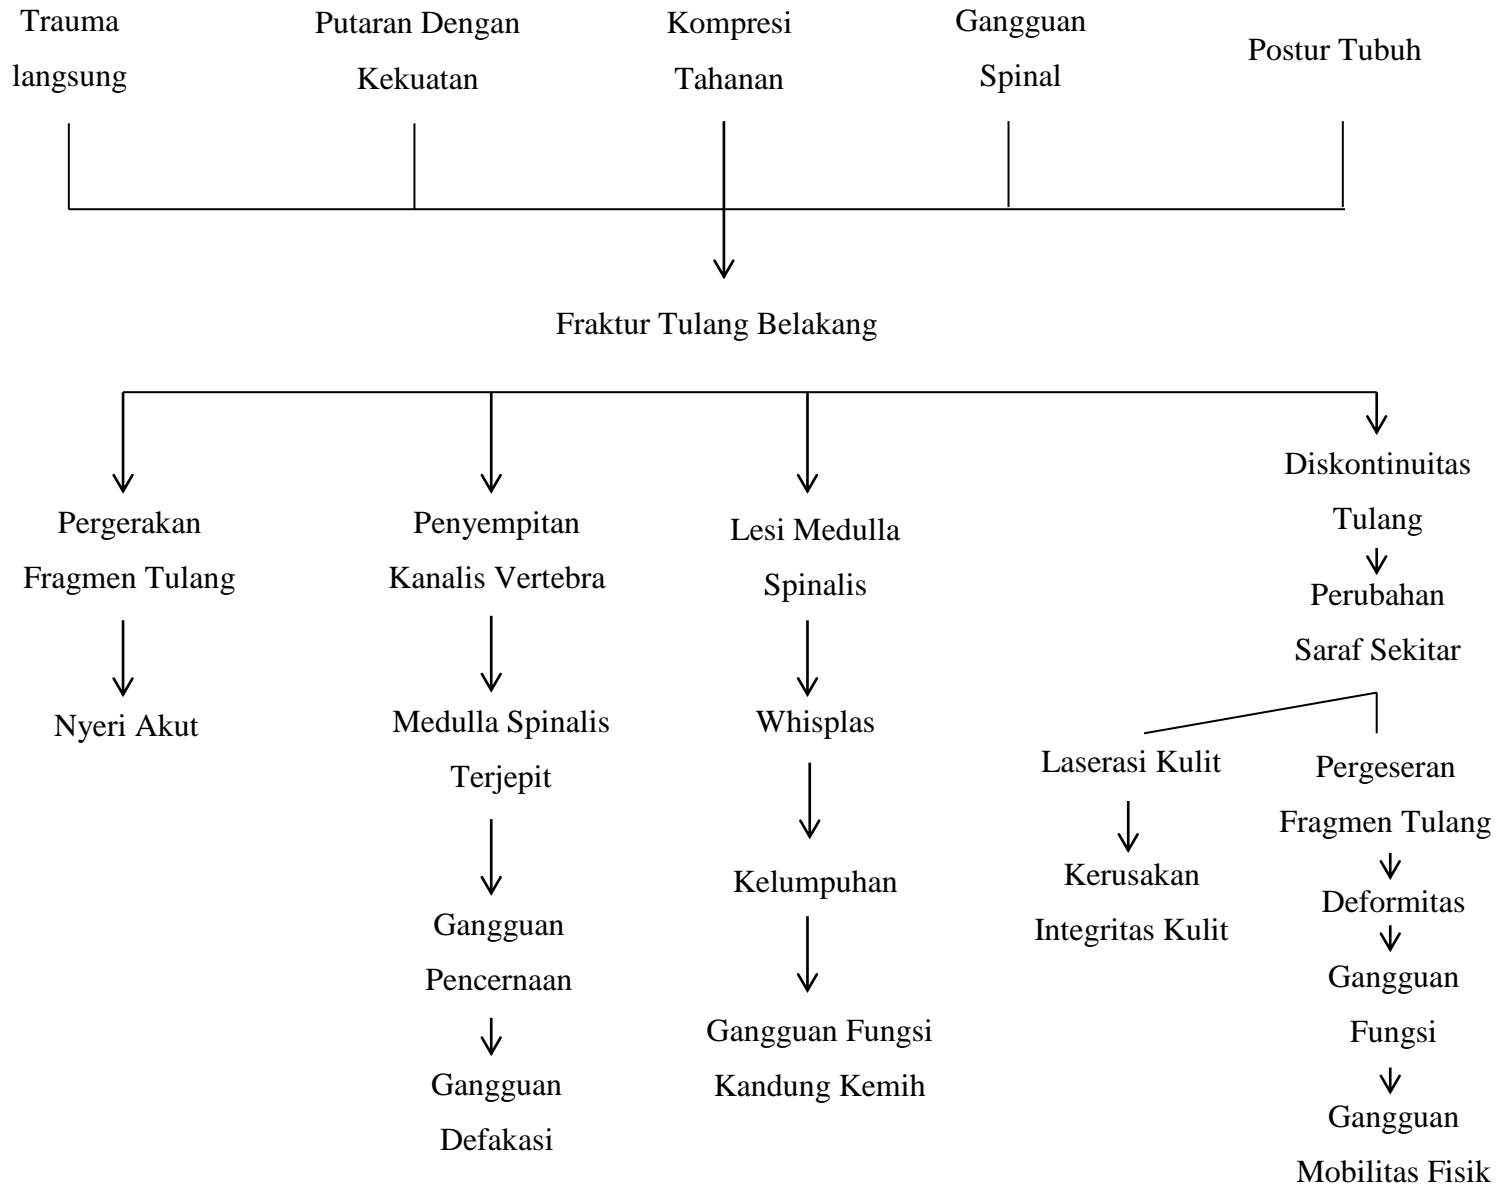 Trauma
langsung
Putaran Dengan
Kekuatan
Kompresi
Tahanan
Gangguan
Spinal
Postur Tubuh
Fraktur Tulang Belakang
Pergerakan
Fragmen Tulang
Nyeri Akut
Penyempitan
Kanalis Vertebra
Medulla Spinalis
Terjepit
Gangguan
Pencernaan
Gangguan
Defakasi
Lesi Medulla
Spinalis
Whisplas
Kelumpuhan
Gangguan Fungsi
Kandung Kemih
Diskontinuitas
Tulang
Perubahan
Saraf Sekitar
Laserasi Kulit
Kerusakan
Integritas Kulit
Pergeseran
Fragmen Tulang
Deformitas
Gangguan
Fungsi
Gangguan
Mobilitas Fisik